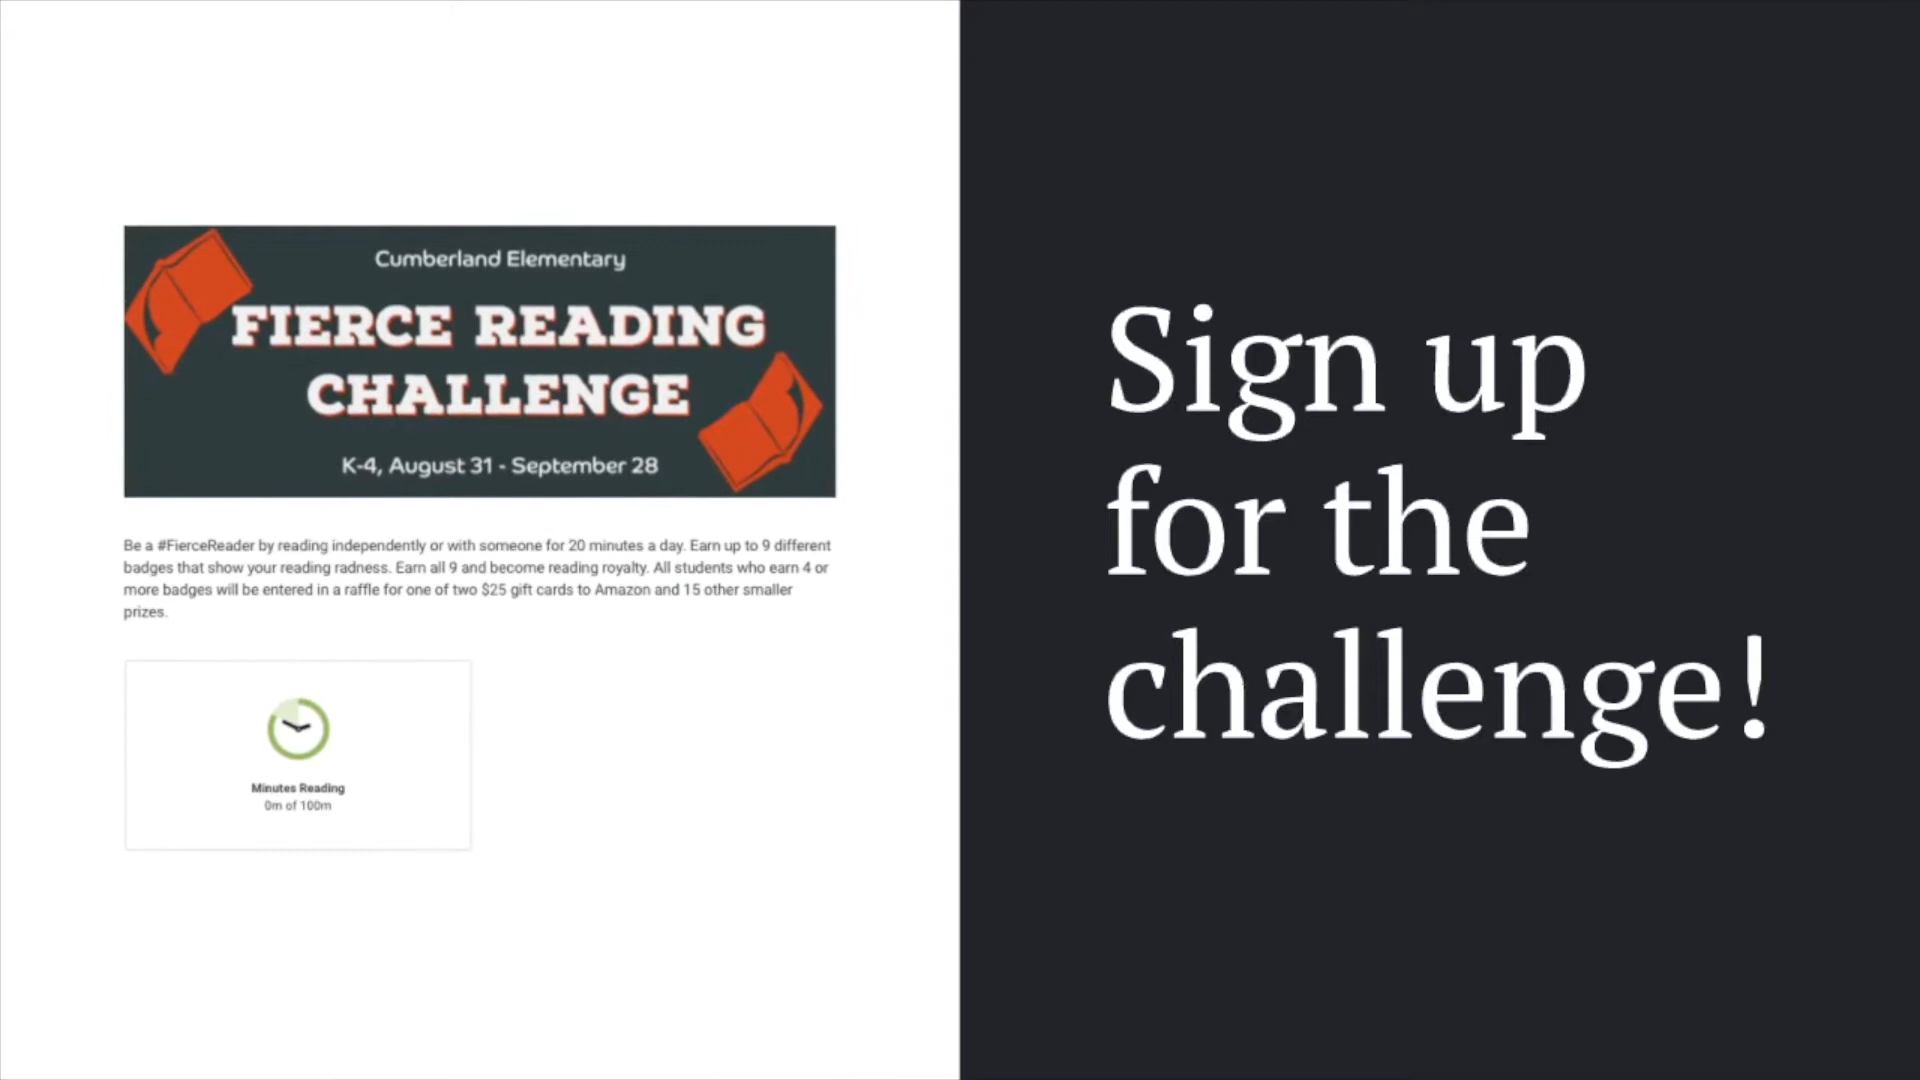 Cumberland Elementary
FIERCE READING
CHALLENGE
K-4, August 31 - September 28
Be a #FierceReader by reading independently or with someone for 20 minutes a day. Earn up to 9 different
badges that show your reading radness. Earn all 9 and become reading royalty. All students who earn 4 or
more badges will be entered in a raffle for one of two $25 gift cards to Amazon and 15 other smaller
prizes.
Minutes Reading
0m of 100m
Sign up
for the
challenge!